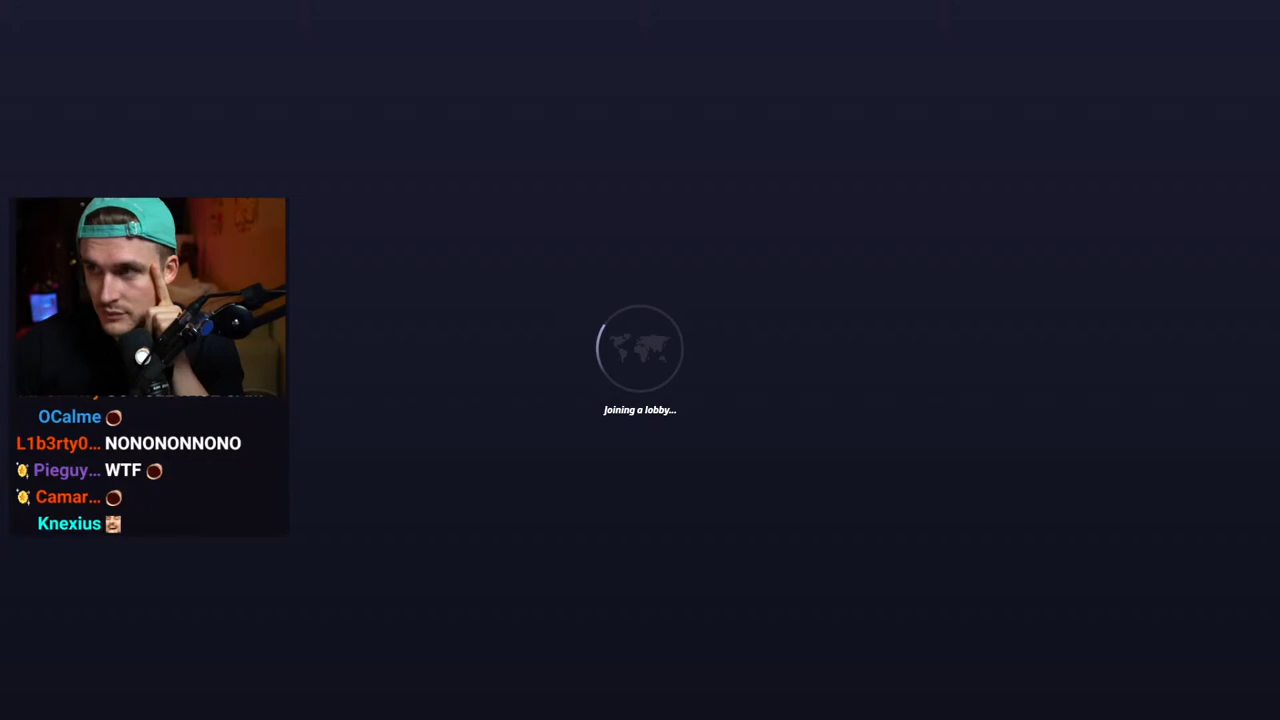 OCalme
L1b3rty0... NONONONNONO
Pieguy... WTF
Camar...
Knexius
Joining a lobby...